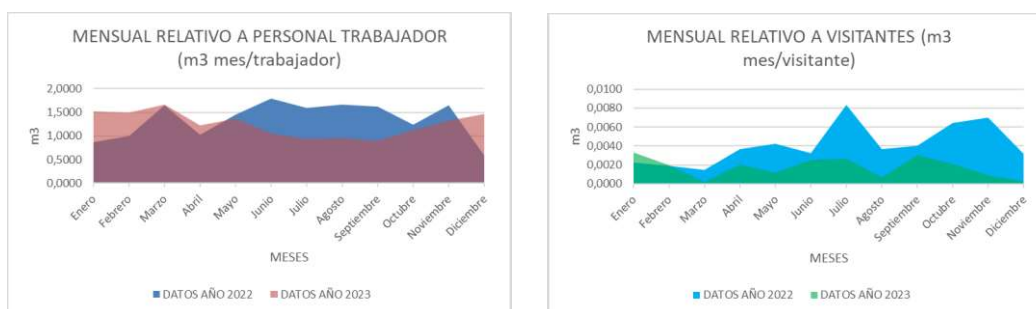 MENSUAL RELATIVO A PERSONAL TRABAJADOR
(m3 mes/trabajador)
2,0000
1,5000
1,0000
0,5000
0,0000
m3
Enero
Febrero
Marzo
Abril
Mayo
Junio
Julio
Agosto
Septiembre
Octubre
Noviembre
Diciembre
MESES
DATOS AÑO 2022 DATOS AÑO 2023
MENSUAL RELATIVO A VISITANTES (m3
mes/visitante)
0,0100
0,0080
0,0060
0,0040
0,0020
0,0000
m3
Enero
Febrero
Marzo
Abril
Mayo
Junio
Julio
Agosto
Septiembre
Octubre
Noviembre
Diciembre
MESES
DATOS AÑO 2022 DATOS AÑO 2023